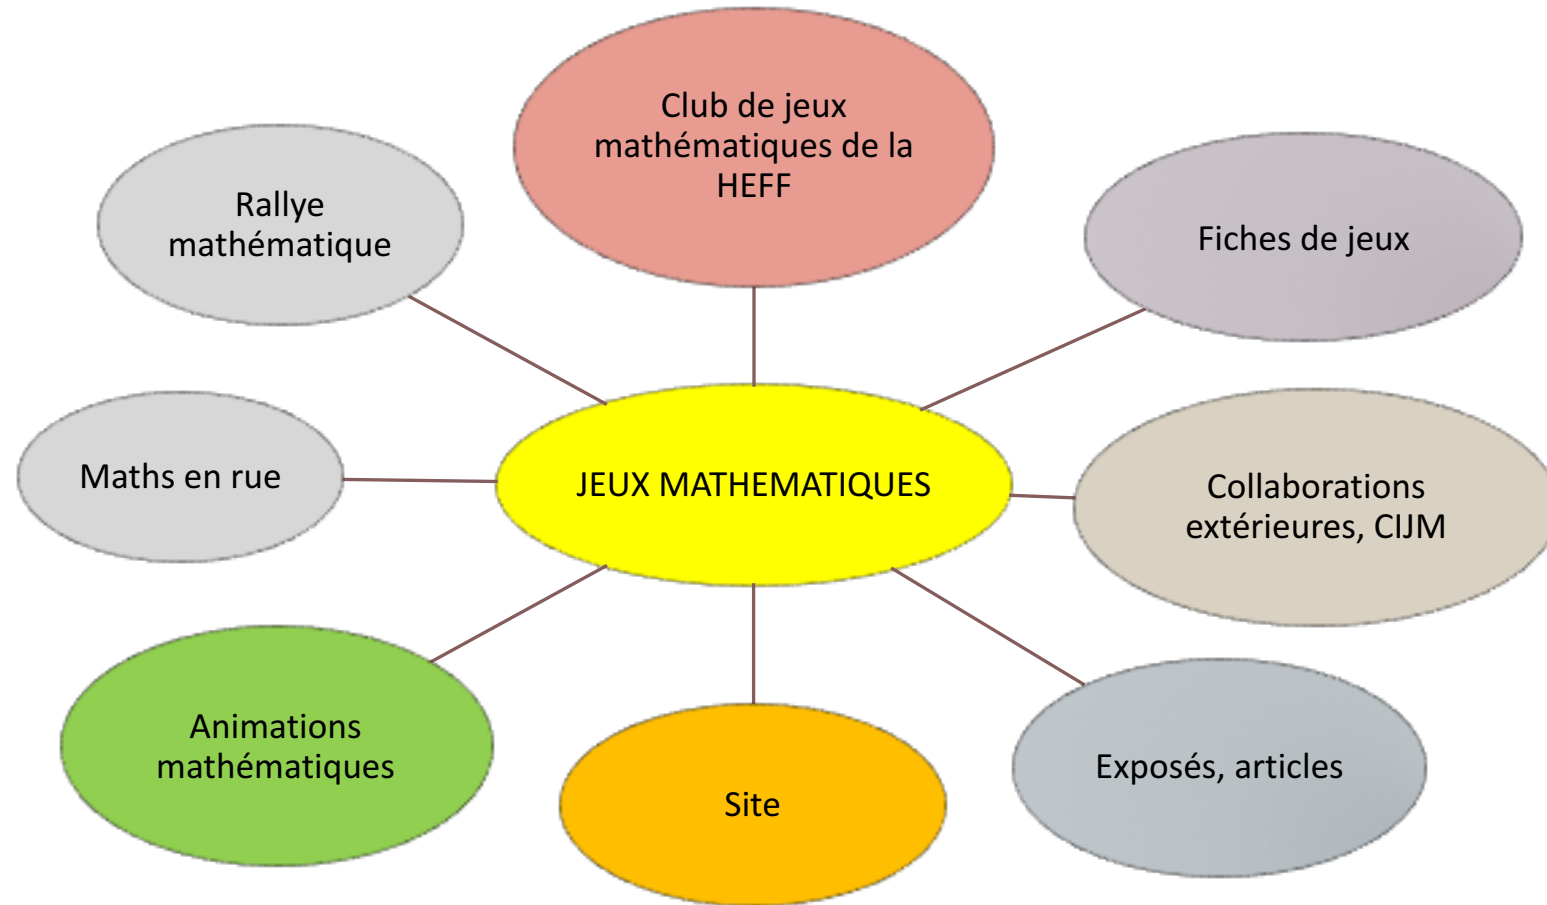 Club de jeux
mathématiques de la
HEFF
Rallye
mathématique
Fiches de jeux
Maths en rue
JEUX MATHEMATIQUES
Collaborations
extérieures, CIJM
Animations
mathématiques
Site
Exposés, articles